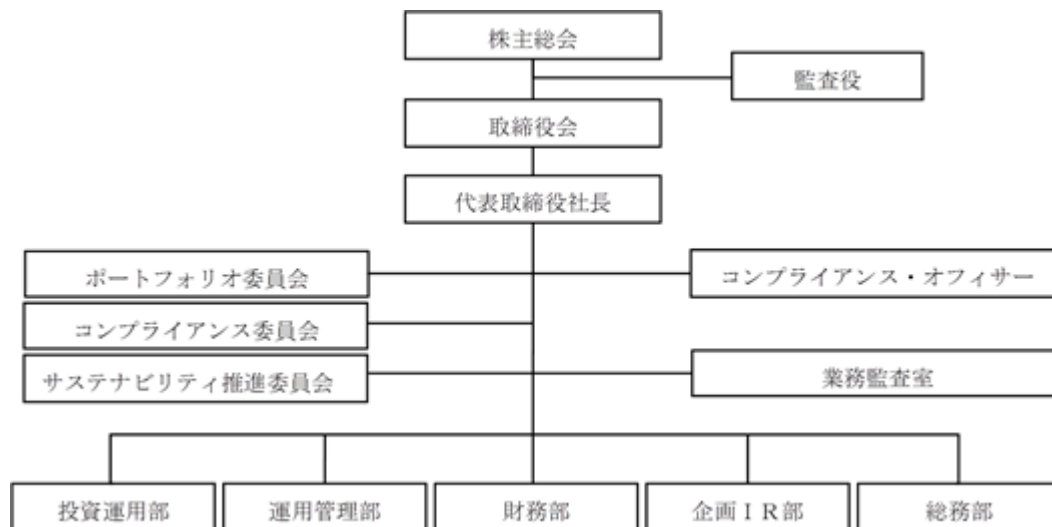 株主総会
監査役
取締役会
代表取締役社長
ポートフォリオ委員会
コンプライアンス・オフィサー
コンプライアンス委員会
サステナビリティ推進委員会
業務監査室
投資運用部
運用管理部
財務部
企画ＩＲ部
総務部